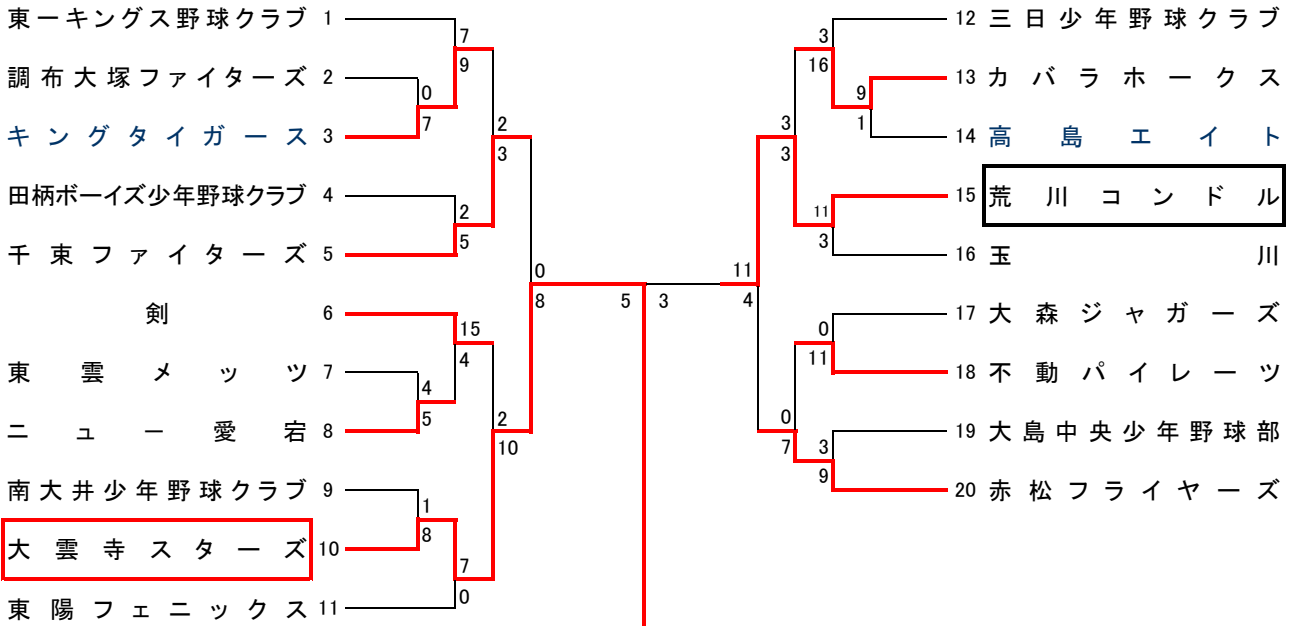 東一キングス野球クラブ 1
7
9
調布大塚ファイターズ 2
0
7
キングタイガース 3
2
3
田柄ボーイズ少年野球クラブ 4
2
5
千束ファイターズ 5
0
8
剣 6
15
4
東雲メッツ 7
4
5
ニュー愛宕 8
2
10
南大井少年野球クラブ 9
1
8
大雲寺スターズ 10
7
0
東陽フェニックス 11
5 3
12 三日少年野球クラブ
3
16
13 カバラホークス
9
1
14 高島エイト
3
3
15 荒川コンドル
11
3
16 玉川
11
4
17 大森ジャガーズ
0
11
18 不動パイレーツ
0
7
19 大島中央少年野球部
3
9
20 赤松フライヤーズ